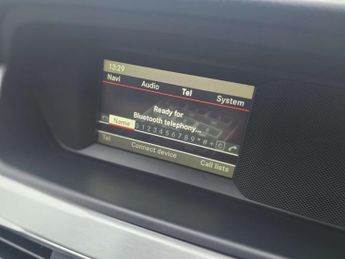 13:29
Navi Audio Tel System
Ready for
Bluetooth telephony...
Name 0 1 2 3 4 5 6 7 8 9 * # + C
Tel Connect device Call lists